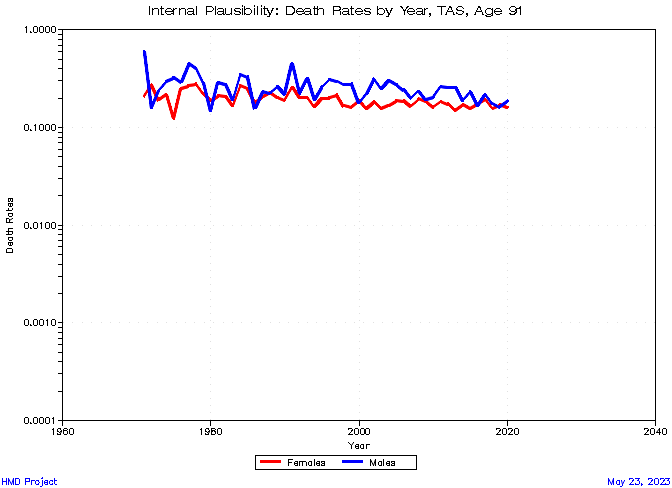 Internal Plausibility: Death Rates by Year, TAS, Age 91
1.0000
0.1000
0.0100
0.0010
0.0001
Death Rates
1960
1980
2000
2020
2040
Year
Females
Males
HMD Project
May 23, 2023